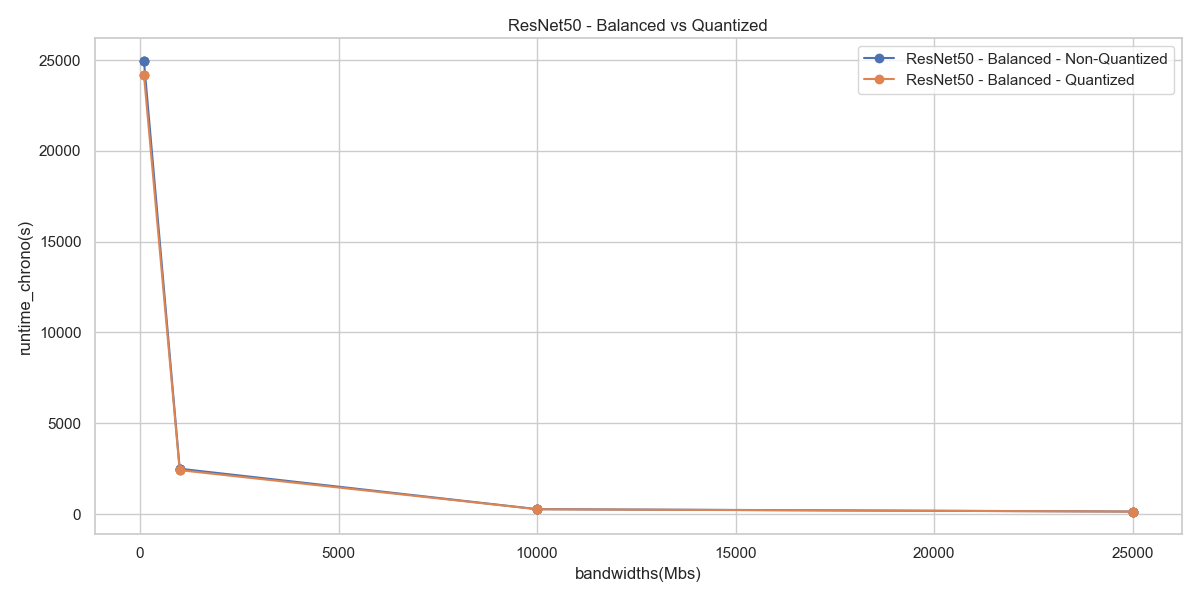 ResNet50 - Balanced vs Quantized
ResNet50 - Balanced - Non-Quantized
ResNet50 - Balanced - Quantized
runtime_chrono(s)
25000
20000
15000
10000
5000
0
0 5000 10000 15000 20000 25000
bandwidths(Mbs)